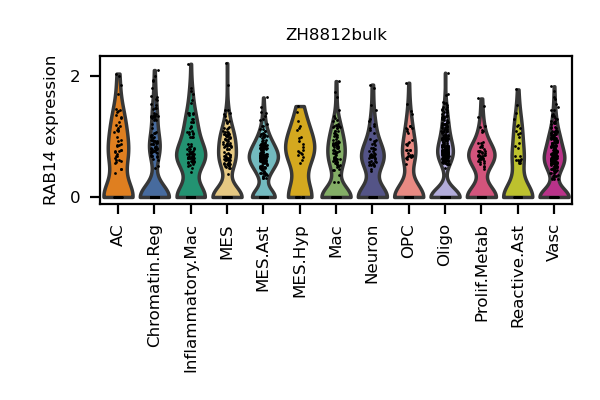 ZH8812bulk
RAB14 expression
2
0
AC
Chromatin.Reg
Inflammatory.Mac
MES
MES.Ast
MES.Hyp
Mac
Neuron
OPC
Oligo
Prolif.Metab
Reactive.Ast
Vasc